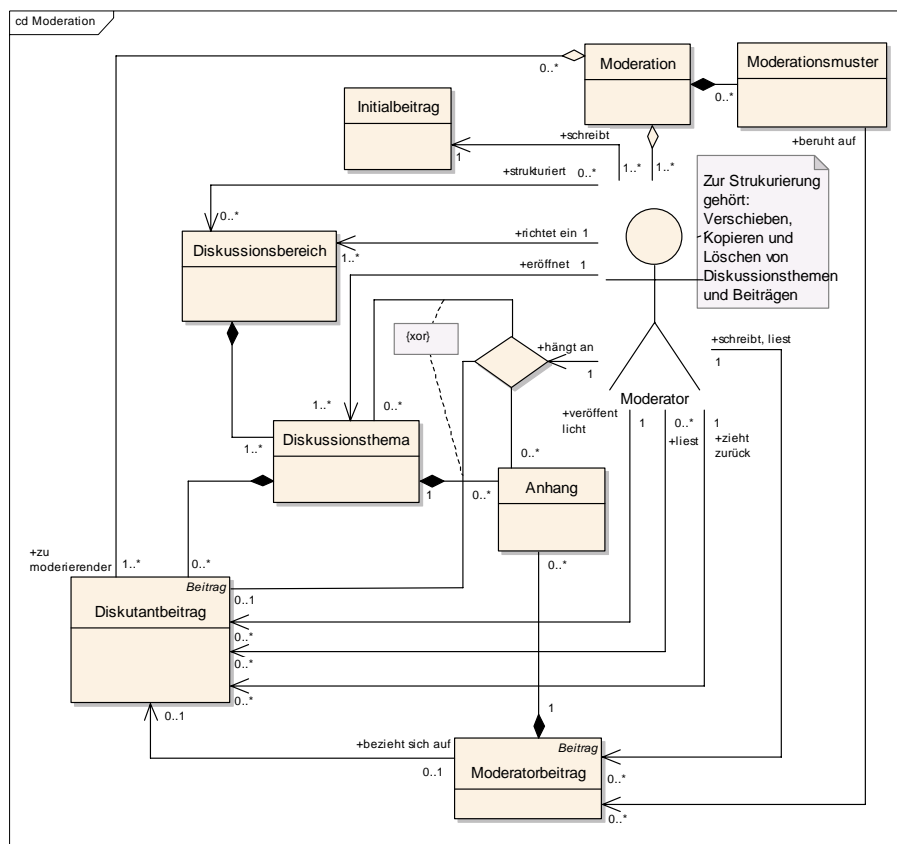 cd Moderation
Moderation
Moderationsmuster
0..*
0..*
Initialbeitrag
+schreibt
1
1..*
1..*
+beruht auf
+strukturiert
0..*
0..*
Zur Strukurierung
gehört:
Verschieben,
Kopieren und
Löschen von
Diskussionsthemen
und Beiträgen
Diskussionsbereich
+richtet ein
1
1..*
+eröffnet
1
{xor}
+hängt an
1
+schreibt, liest
1
Moderator
1..*
0..*
+veröffent
licht
1
0..*
+liest
1
+zieht
zurück
Diskussionsthema
1..*
0..*
1
0..*
Anhang
0..*
+zu
moderierender
1..*
0..*
Beitrag
Diskutantbeitrag
0..1
0..*
0..*
0..*
0..1
1
+bezieht sich auf
0..1
Beitrag
Moderatorbeitrag
0..*
0..*